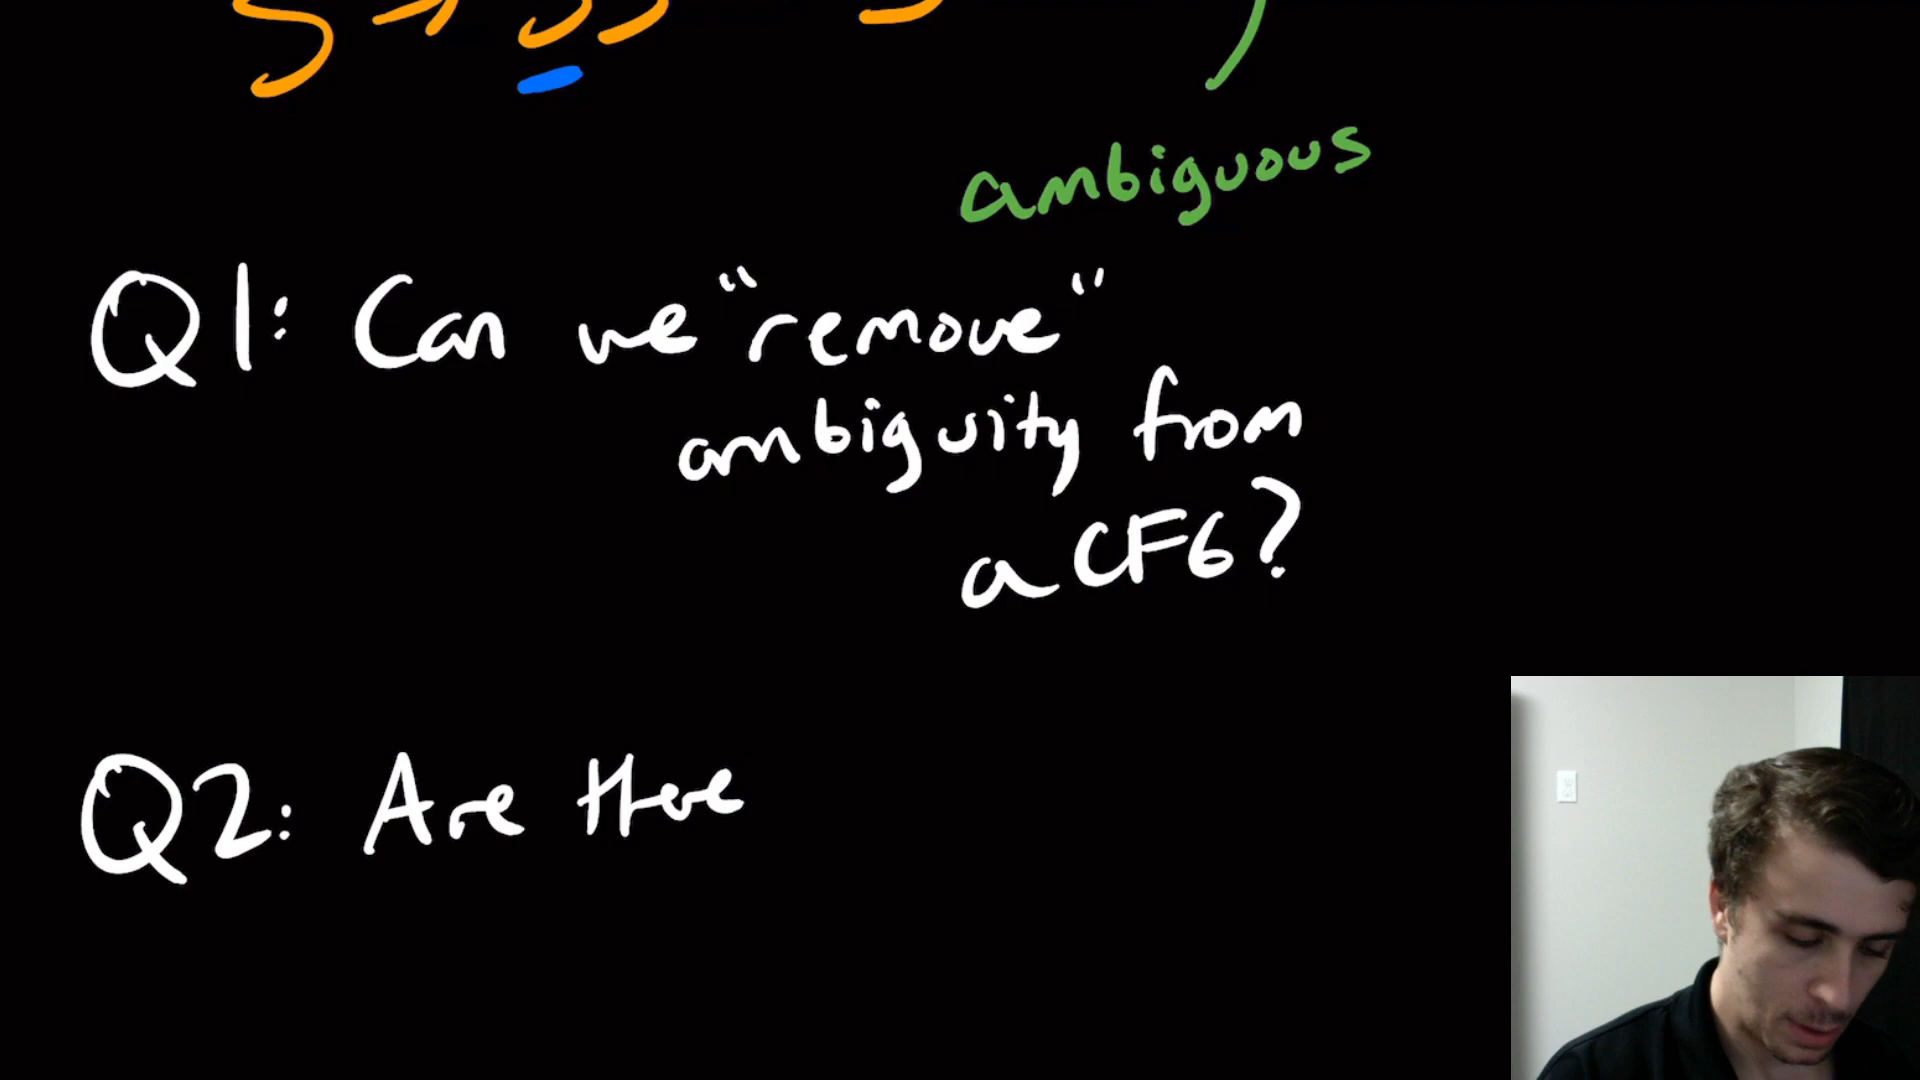 ambiguous
Q1: Can we "remove"
ambiguity from
a CFG?
Q2: Are there